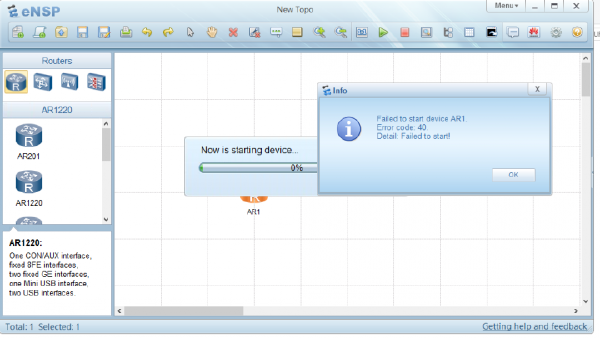 eNSP
New Topo
Menu
Routers
AR1220
R
AR201
R
AR1220
R
AR1220:
One CON/AUX interface,
fixed 8FE interfaces,
two fixed GE interfaces,
one Mini USB interface,
two USB interfaces.
Now is starting device...
0%
AR1
Info
X
Failed to start device AR1
Error code: 40
Detail: Failed to start!
OK
Total: 1 Selected: 1
Getting help and feedback